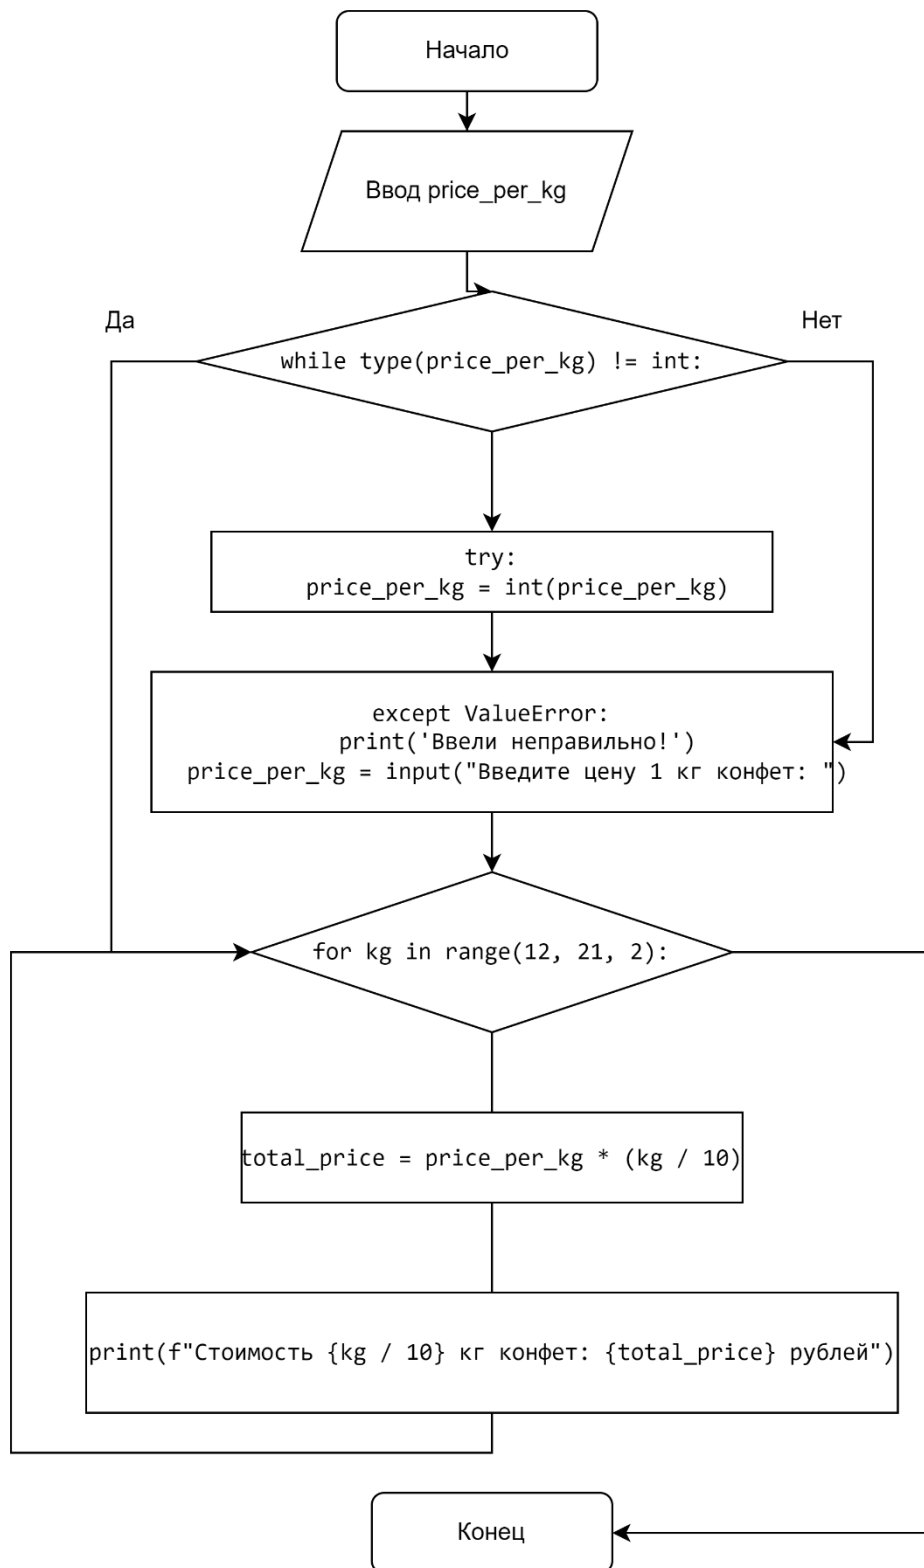 Начало
Ввод price_per_kg
Да
Нет
while type(price_per_kg) != int:
try:
price_per_kg = int(price_per_kg)
except ValueError:
print('Ввели неправильно!')
price_per_kg = input("Введите цену 1 кг конфет: ")
for kg in range(12, 21, 2):
total_price = price_per_kg * (kg / 10)
print(f"Стоимость {kg / 10} кг конфет: {total_price} рублей")
Конец